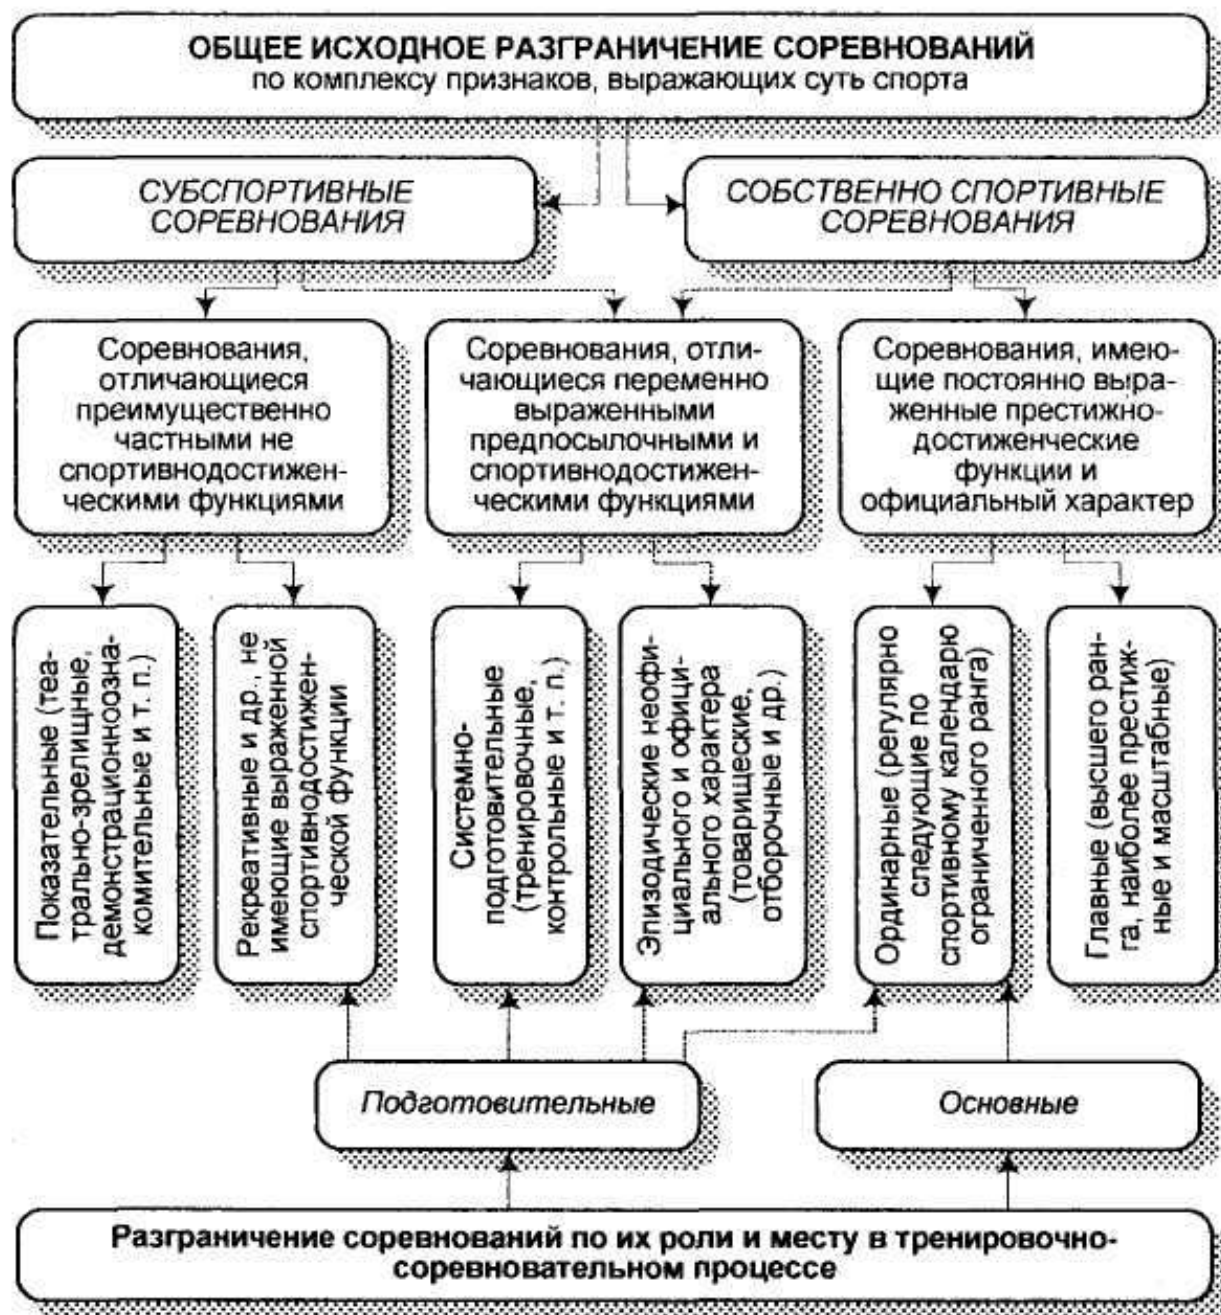 ОБЩЕЕ ИСХОДНОЕ РАЗГРАНИЧЕНИЕ СОРЕВНОВАНИЙ
по комплексу признаков, выражающих суть спорта
СУБСПОРТИВНЫЕ
СОРЕВНОВАНИЯ
СОБСТВЕННО СПОРТИВНЫЕ
СОРЕВНОВАНИЯ
Соревнования,
отличающиеся
преимущественно
частными не
спортивнодостижен-
ческими функциями
Соревнования, отли-
чающиеся переменно
выраженными
предпосылочными и
спортивнодостижен-
ческими функциями
Соревнования, имею-
щие постоянно выра-
женные престижно-
достиженческие
функции и
официальный характер
Показательные (теа-
трально-зрелищные,
демонстрационноозна-
комительные и т. п.)
Рекреативные и др., не
имеющие выраженной
спортивнодостижен-
ческой функции
Системно-
подготовительные
(тренировочные,
контрольные и т. п.)
Эпизодические неофи-
циального и офици-
ального характера
(товарищеские,
отборочные и др.)
Ординарные (регулярно
следующие по
спортивному календарю
ограниченного ранга)
Главные (высшего ран-
га, наиболее престиж-
ные и масштабные)
Подготовительные
Основные
Разграничение соревнований по их роли и месту в тренировочно-
соревновательном процессе